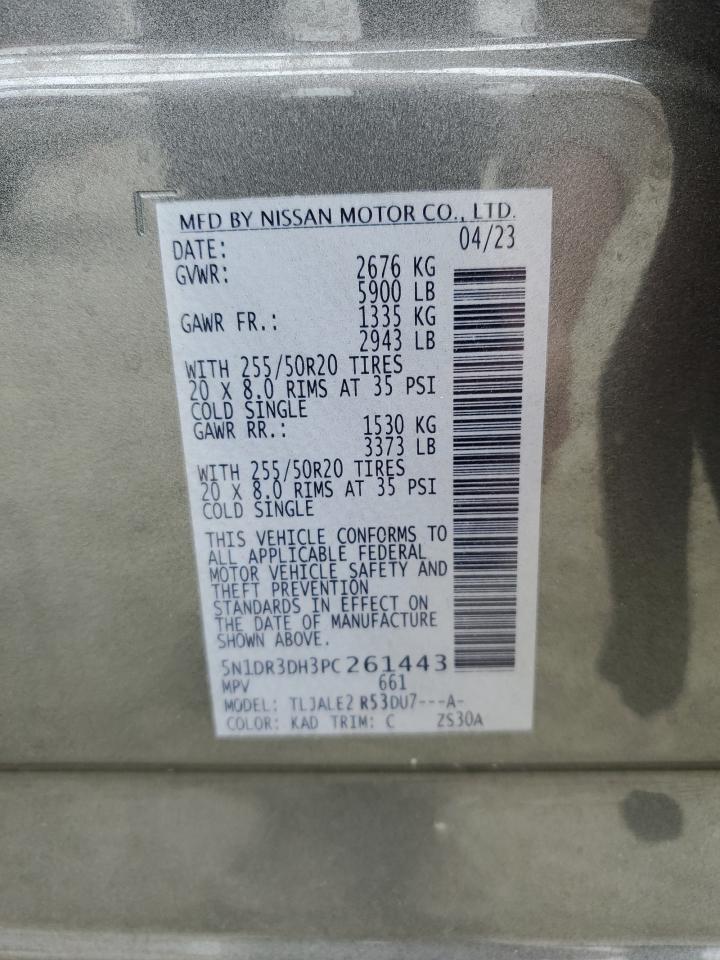 MFD BY NISSAN MOTOR CO., LTD.
DATE: 04/23
GVWR: 2676 KG
5900 LB
GAWR FR.: 1335 KG
2943 LB
WITH 255/50R20 TIRES
20 X 8.0 RIMS AT 35 PSI
COLD SINGLE
GAWR RR.: 1530 KG
3373 LB
WITH 255/50R20 TIRES
20 X 8.0 RIMS AT 35 PSI
COLD SINGLE
THIS VEHICLE CONFORMS TO
ALL APPLICABLE FEDERAL
MOTOR VEHICLE SAFETY AND
THEFT PREVENTION
STANDARDS IN EFFECT ON
THE DATE OF MANUFACTURE
SHOWN ABOVE.
5N1DR3DH3PC261443
MPV 661
MODEL: TLJALE2 R53DU7---A-
COLOR: KAD TRIM: C ZS30A